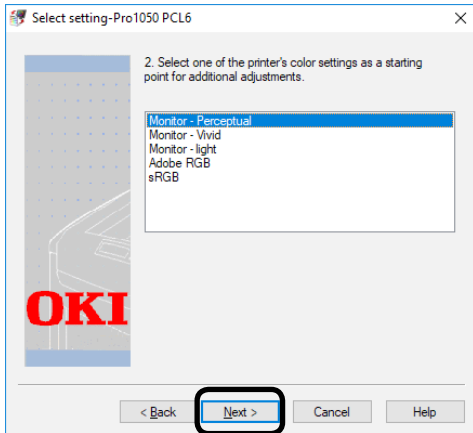 Select setting-Pro1050 PCL6
2. Select one of the printer's color settings as a starting
point for additional adjustments.
Monitor - Perceptual
Monitor - Vivid
Monitor - light
Adobe RGB
sRGB
OKI
< Back
Next >
Cancel
Help